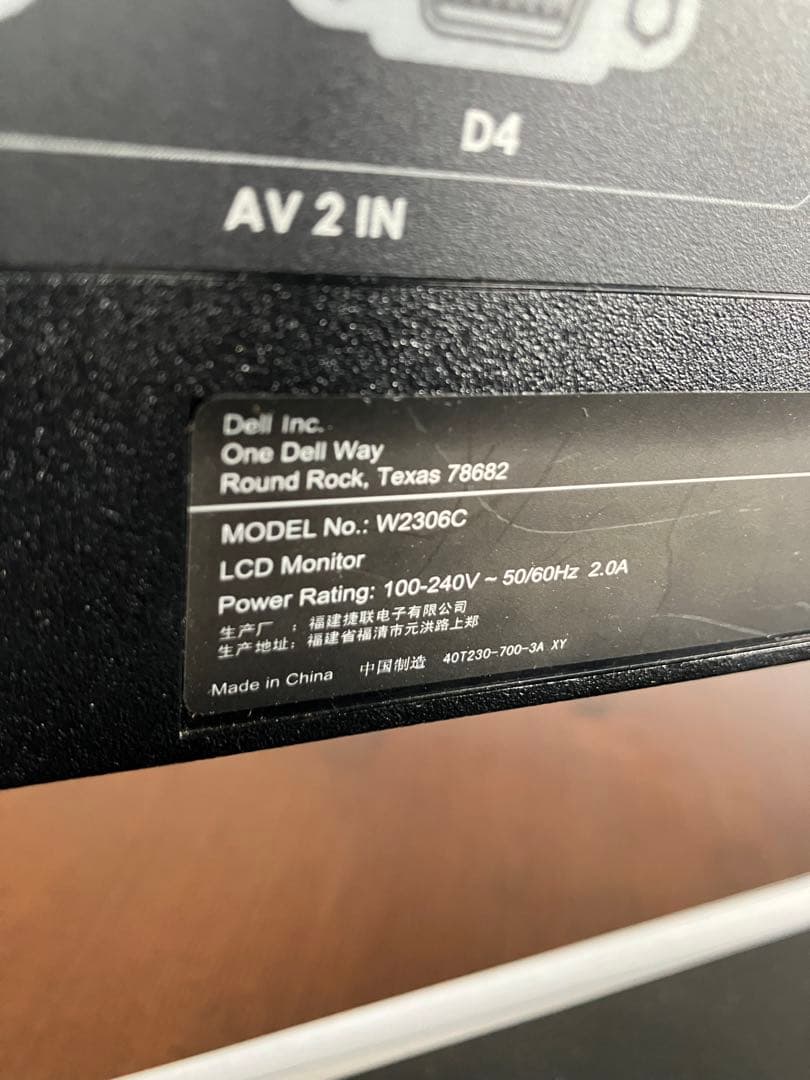 D4
AV 2 IN
Dell Inc.
One Dell Way
Round Rock, Texas 78682
MODEL No.: W2306C
LCD Monitor
Power Rating: 100-240V ~ 50/60Hz 2.0A
生产厂 : 福建捷联电子有限公司
生产地址: 福建省福清市元洪路上郑
Made in China 中国制造 40T230-700-3A XY